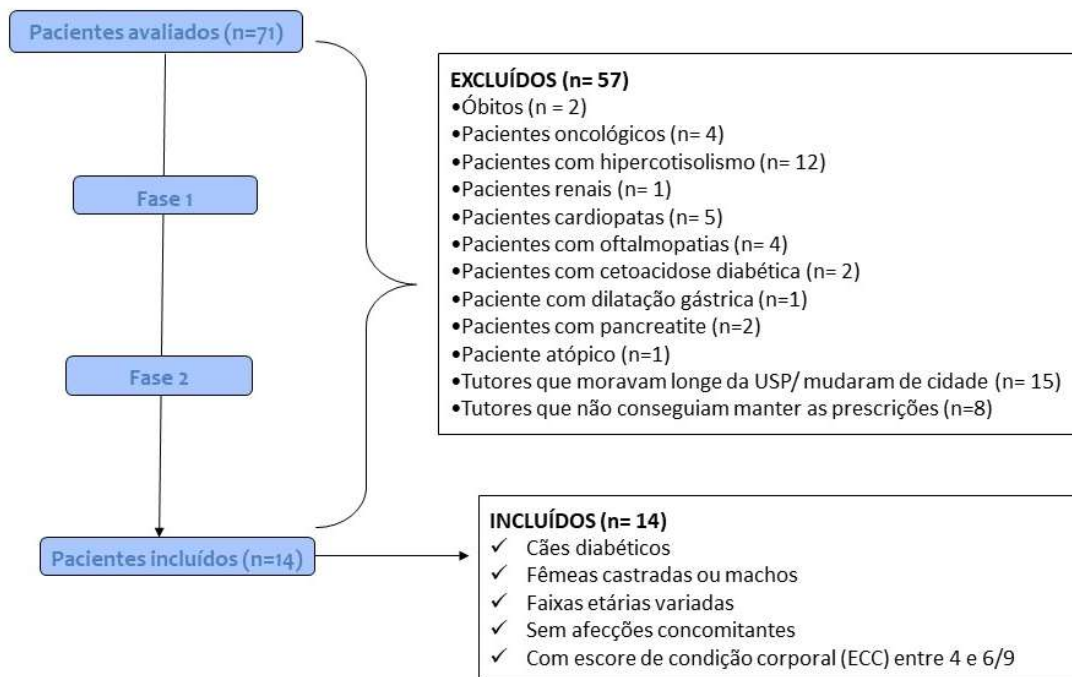 Pacientes avaliados (n=71)
EXCLUÍDOS (n= 57)
•Óbitos (n = 2)
•Pacientes oncológicos (n= 4)
•Pacientes com hipercotisolismo (n= 12)
•Pacientes renais (n= 1)
•Pacientes cardiopatas (n= 5)
•Pacientes com oftalmopatias (n= 4)
•Pacientes com cetoacidose diabética (n= 2)
•Paciente com dilatação gástrica (n=1)
•Pacientes com pancreatite (n=2)
•Paciente atópico (n=1)
•Tutores que moravam longe da USP/ mudaram de cidade (n= 15)
•Tutores que não conseguiam manter as prescrições (n=8)
Fase 1
Fase 2
Pacientes incluídos (n=14)
INCLUÍDOS (n= 14)
✓ Cães diabéticos
✓ Fêmeas castradas ou machos
✓ Faixas etárias variadas
✓ Sem afecções concomitantes
✓ Com escore de condição corporal (ECC) entre 4 e 6/9